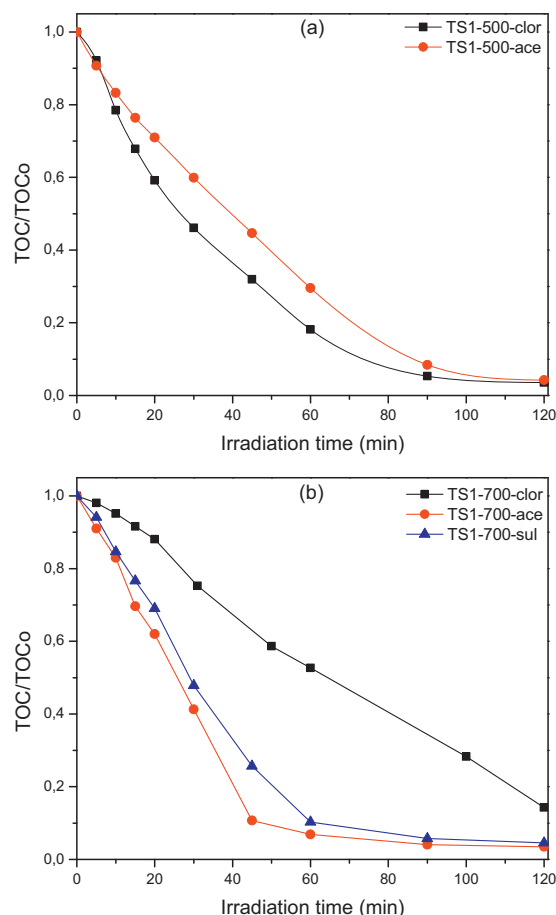 (a)
TS1-500-clor
TS1-500-ace
1,0
0,8
0,6
0,4
0,2
0,0
TOC/TOCo
0 20 40 60 80 100 120
Irradiation time (min)
(b)
TS1-700-clor
TS1-700-ace
TS1-700-sul
1,0
0,8
0,6
0,4
0,2
0,0
TOC/TOCo
0 20 40 60 80 100 120
Irradiation time (min)